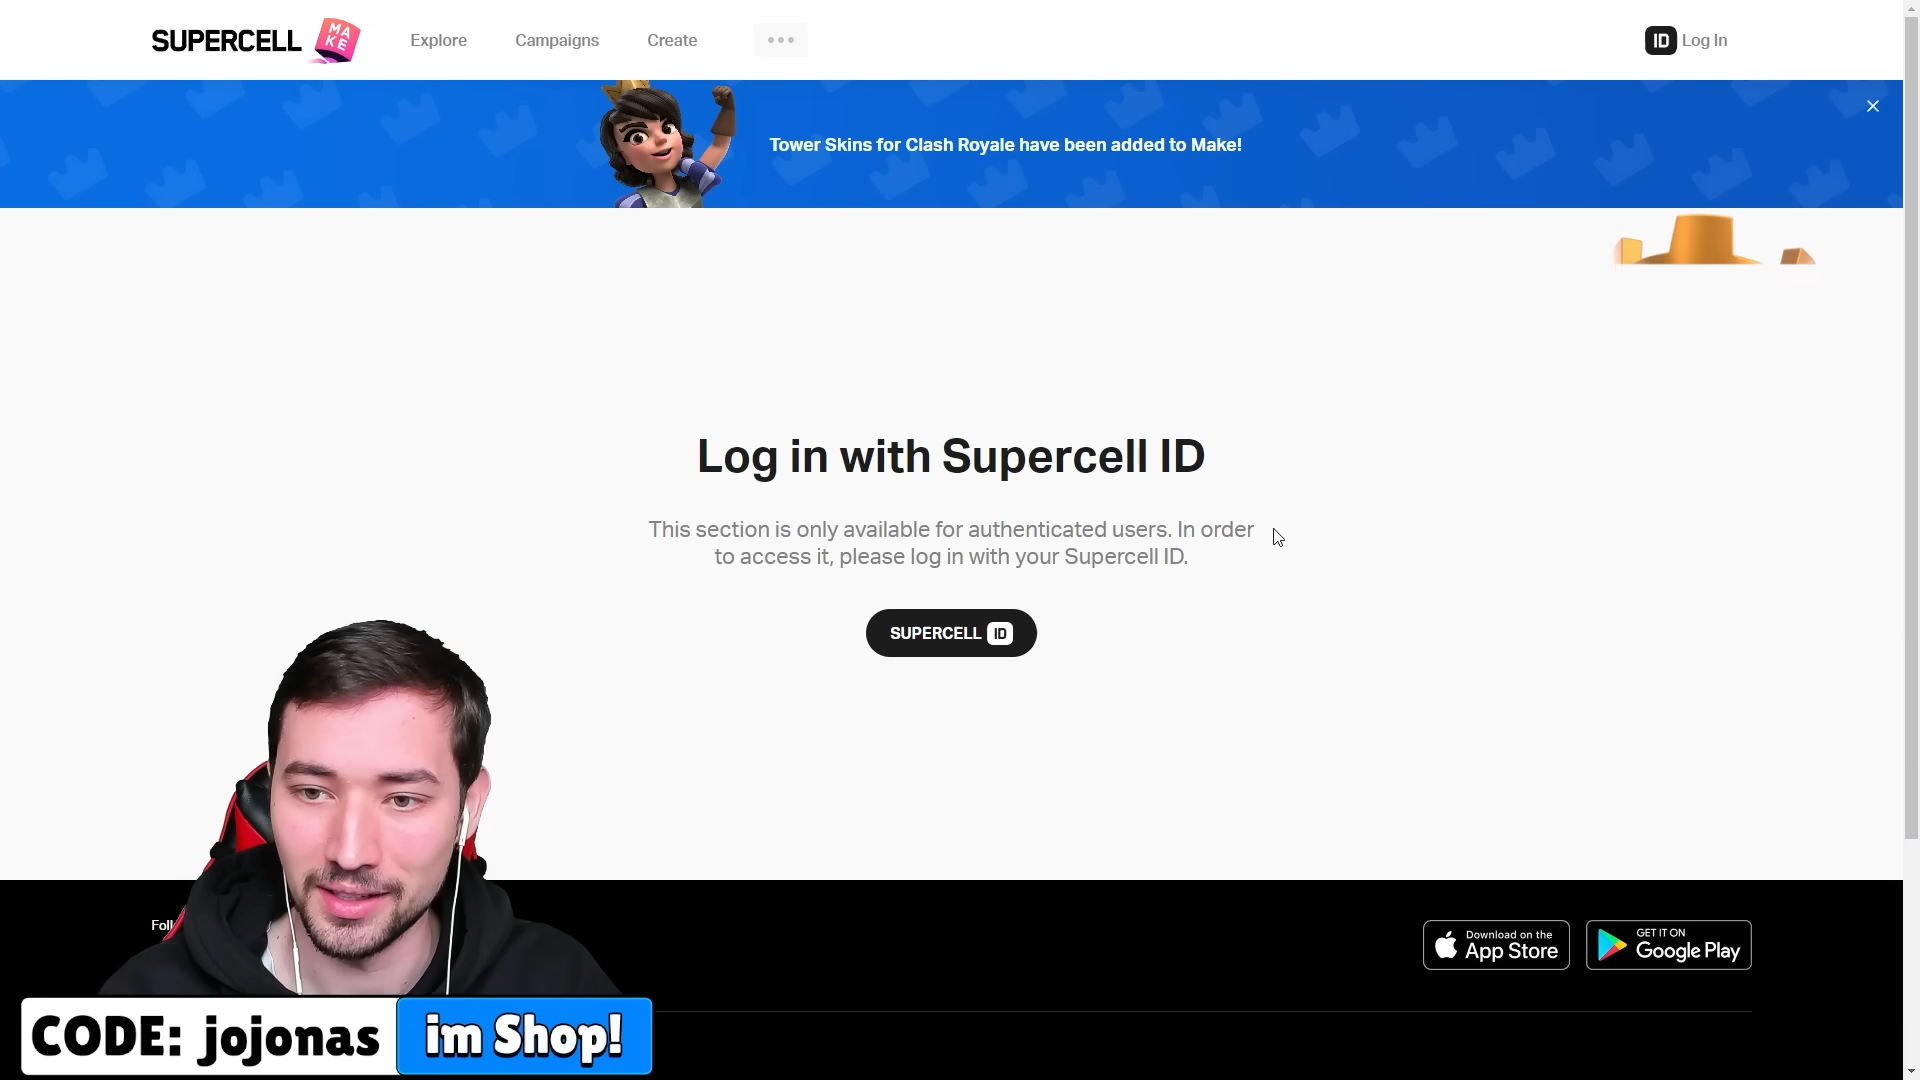 SUPERCELL
MA
KE
Explore
Campaigns
Create
ID Log In
Tower Skins for Clash Royale have been added to Make!
Log in with Supercell ID
This section is only available for authenticated users. In order
to access it, please log in with your Supercell ID.
SUPERCELL ID
Download on the
App Store
GET IT ON
Google Play
CODE: jojonas im Shop!